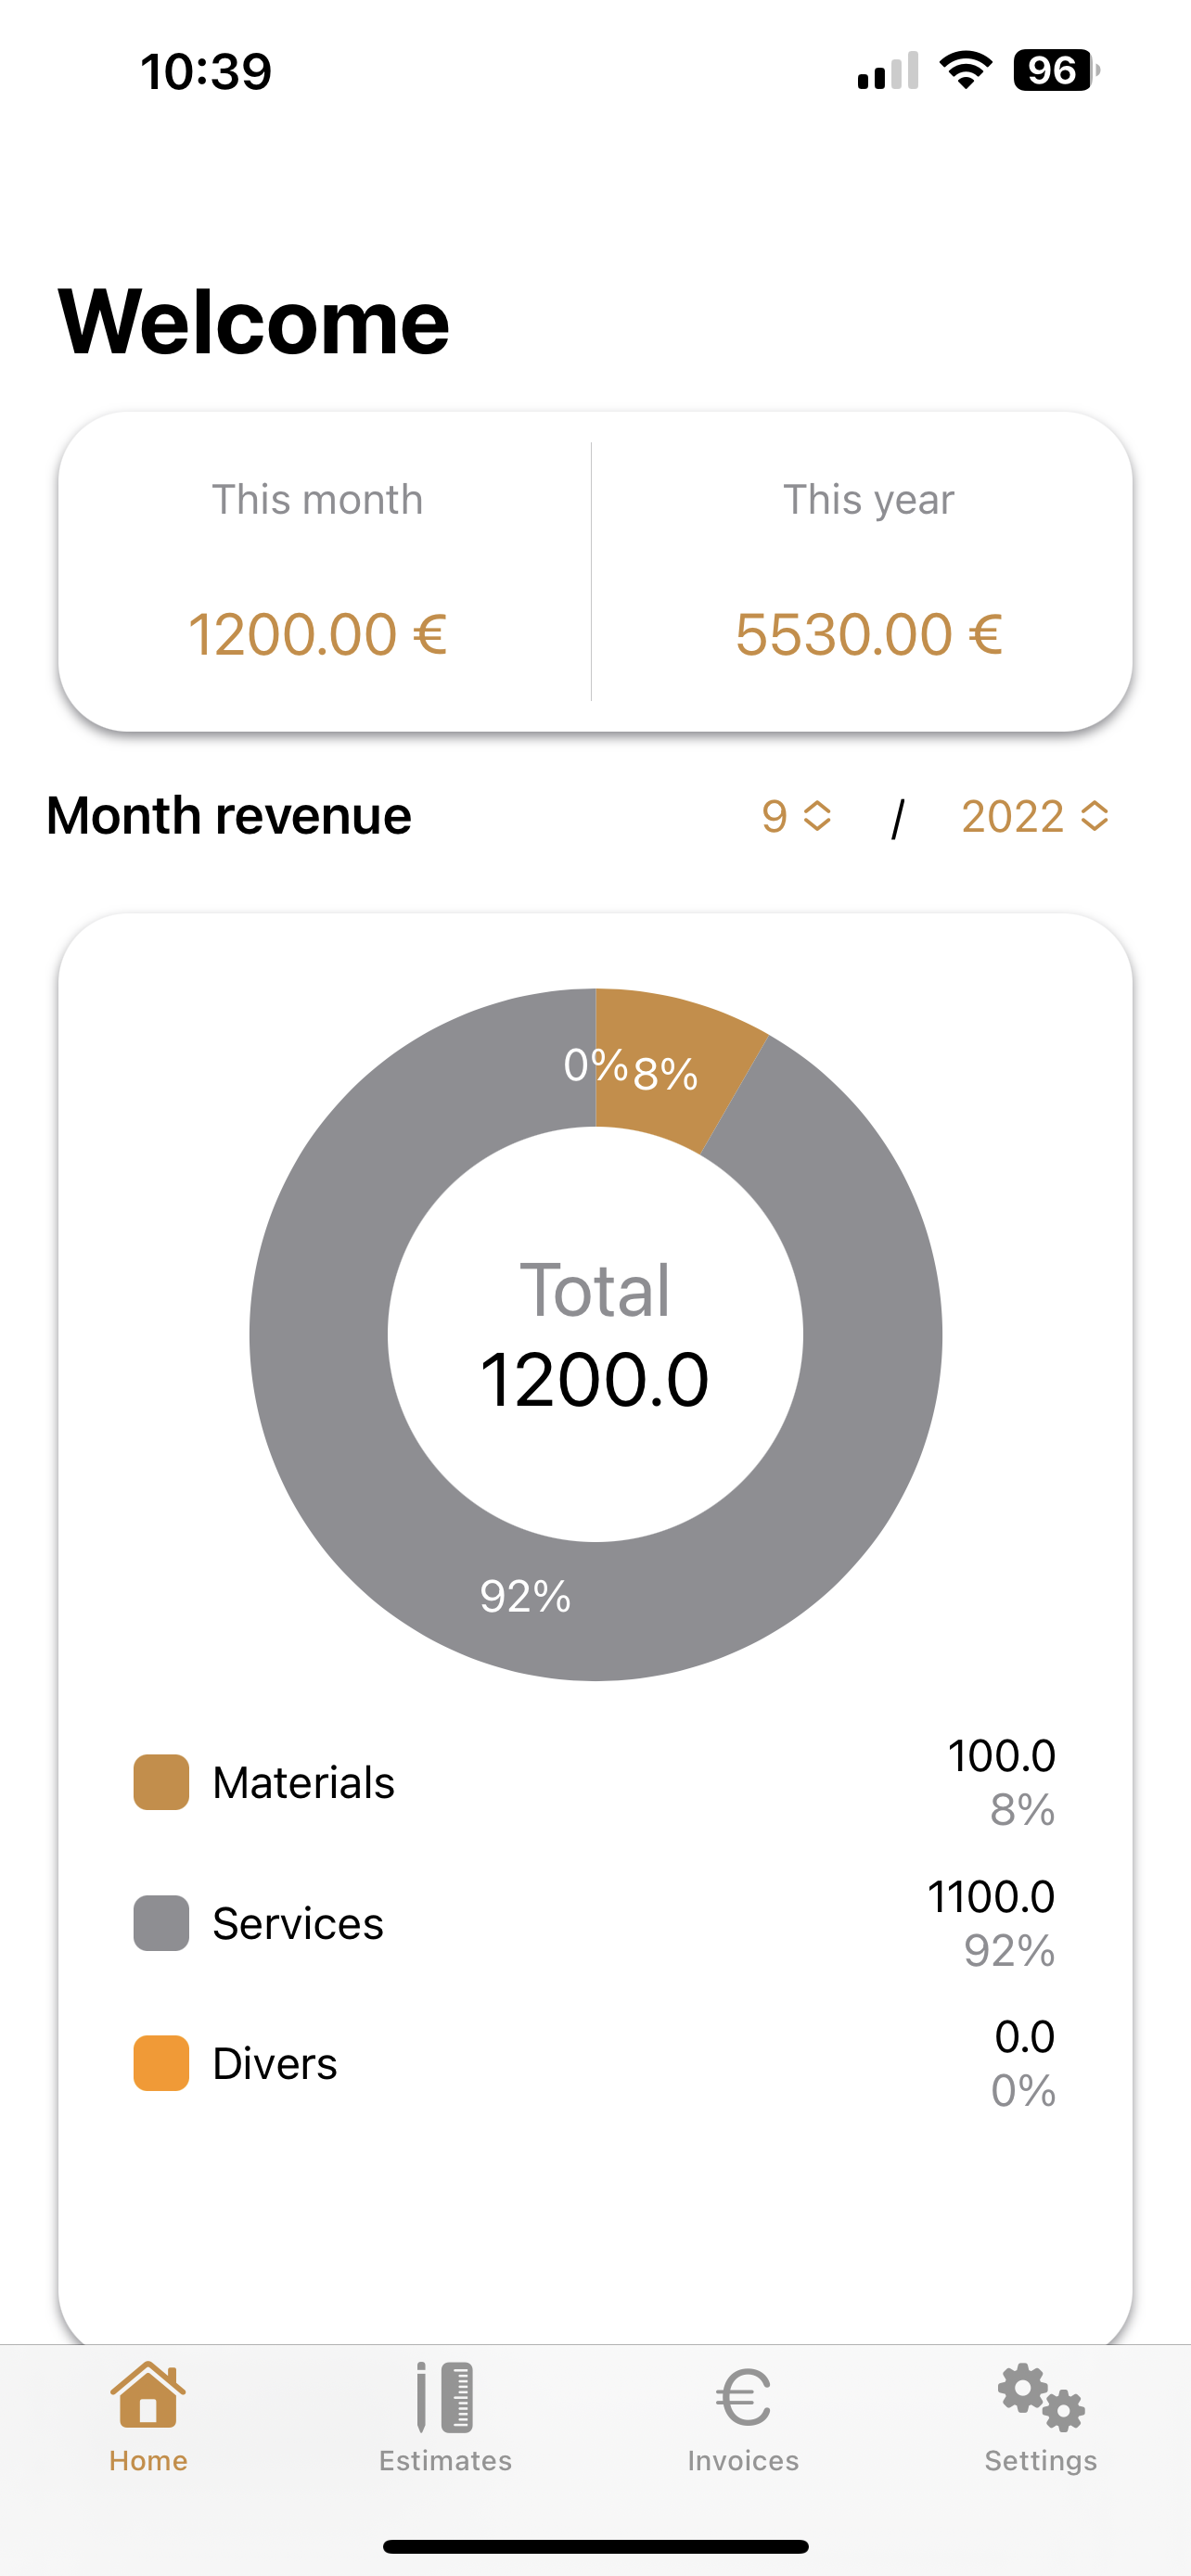 10:39
96
Welcome
This month
This year
1200.00 €
5530.00 €
Month revenue
9 / 2022
0%
8%
Total
1200.0
92%
Materials
100.0
8%
Services
1100.0
92%
Divers
0.0
0%
Home
Estimates
Invoices
Settings